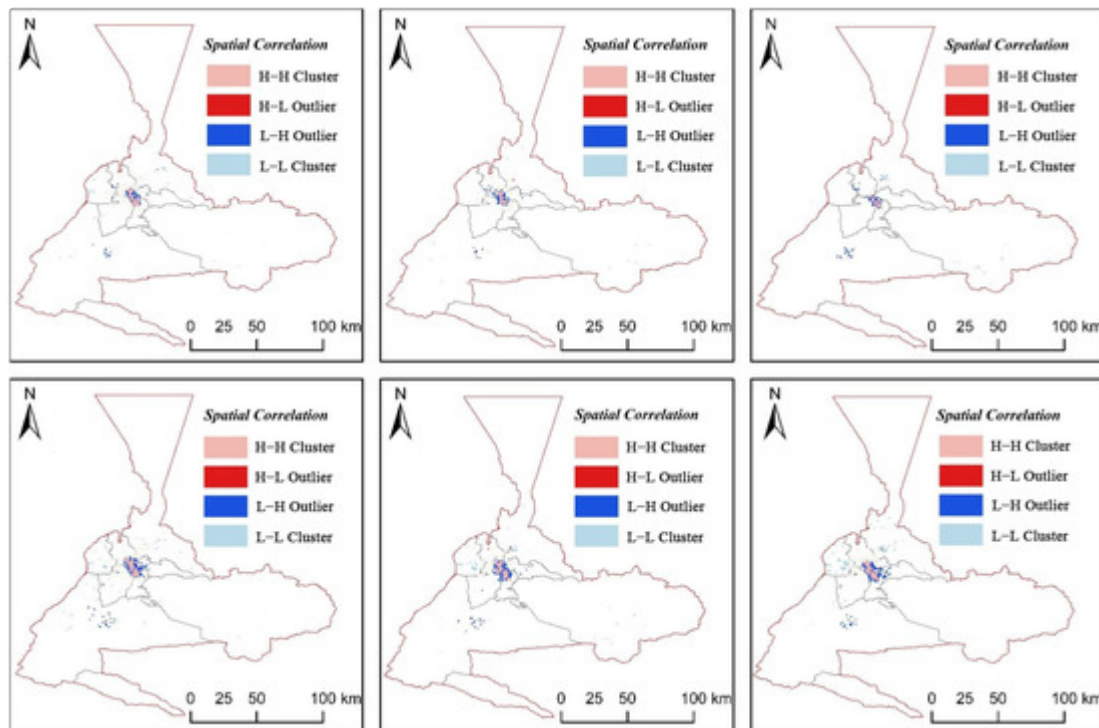 N
Spatial Correlation
H-H Cluster
H-L Outlier
L-H Outlier
L-L Cluster
0 50 100 km
25
N
Spatial Correlation
H-H Cluster
H-L Outlier
L-H Outlier
L-L Cluster
0 50 100 km
25
N
Spatial Correlation
H-H Cluster
H-L Outlier
L-H Outlier
L-L Cluster
0 50 100 km
25
N
Spatial Correlation
H-H Cluster
H-L Outlier
L-H Outlier
L-L Cluster
0 25 50 100 km
N
Spatial Correlation
H-H Cluster
H-L Outlier
L-H Outlier
L-L Cluster
0 25 50 100 km
N
Spatial Correlation
H-H Cluster
H-L Outlier
L-H Outlier
L-L Cluster
0 25 50 100 km